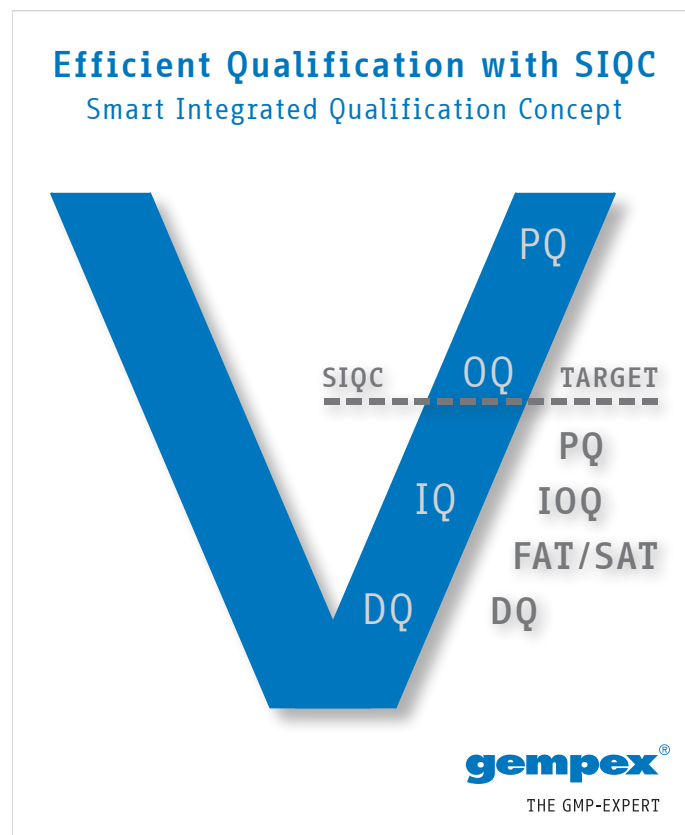 Efficient Qualification with SIQC
Smart Integrated Qualification Concept
PQ
SIQC OQ TARGET
PQ
IQ IOQ
FAT/SAT
DQ DQ
gempex®
THE GMP-EXPERT